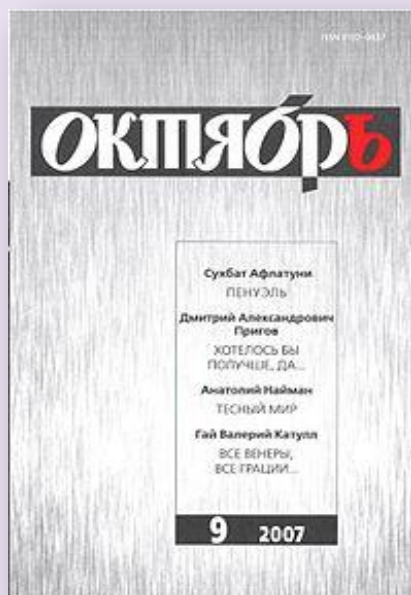 ОКТЯБРЬ
Сухбат Афлатуни
ПЕНУЭЛЬ
Дмитрий Александрович
Пригов
ХОТЕЛОСЬ БЫ
ПОЛУЧШЕ, ДА...
Анатолий Найман
ТЕСНЫЙ МИР
Гай Валерий Катулл
ВСЕ ВЕНЕРЫ,
ВСЕ ГРАЦИИ...
9 2007